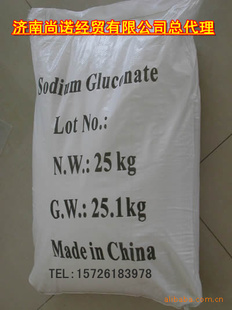 济南尚诺经贸有限公司总代理
Sodium Gluconate
Lot No.:
N.W.: 25 kg
G.W.: 25.1kg
Made in China
TEL: 15726183978